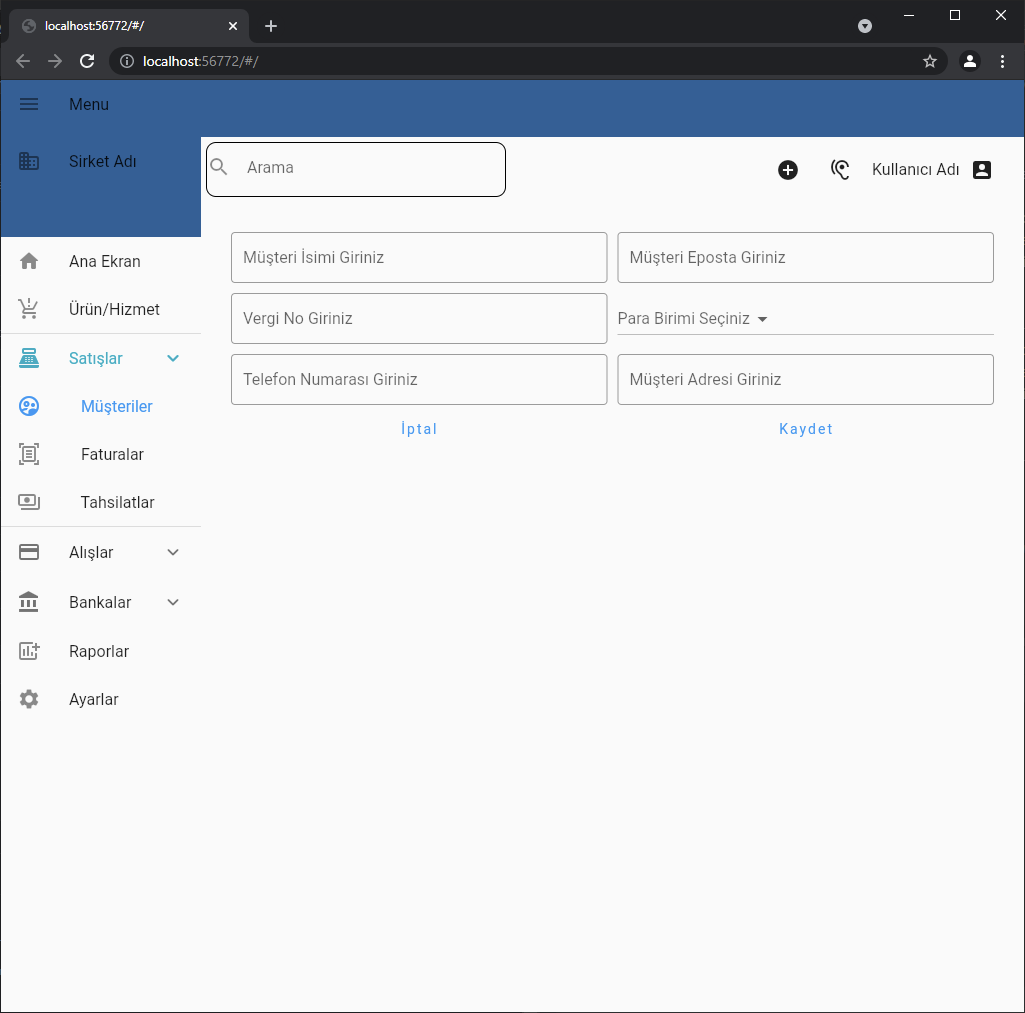 localhost:56772/#/
localhost:56772/#/
Menu
Sirket Adı
Arama
Kullanıcı Adı
Ana Ekran
Ürün/Hizmet
Satışlar
Müşteriler
Faturalar
Tahsilatlar
Alışlar
Bankalar
Raporlar
Ayarlar
Müşteri İsimi Giriniz
Müşteri Eposta Giriniz
Vergi No Giriniz
Para Birimi Seçiniz
Telefon Numarası Giriniz
Müşteri Adresi Giriniz
İptal
Kaydet